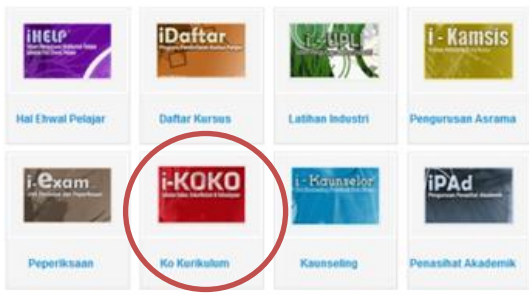 iHELP
iDaftar
i-UPLI
i-Kamsis
Hal Ehwal Pelajar
Daftar Kursus
Latihan Industri
Pengurusan Asrama
i-exam
i-KOKO
i-Kaunselor
iPAd
Peperiksaan
Ko Kurikulum
Kaunseling
Penasihat Akademik